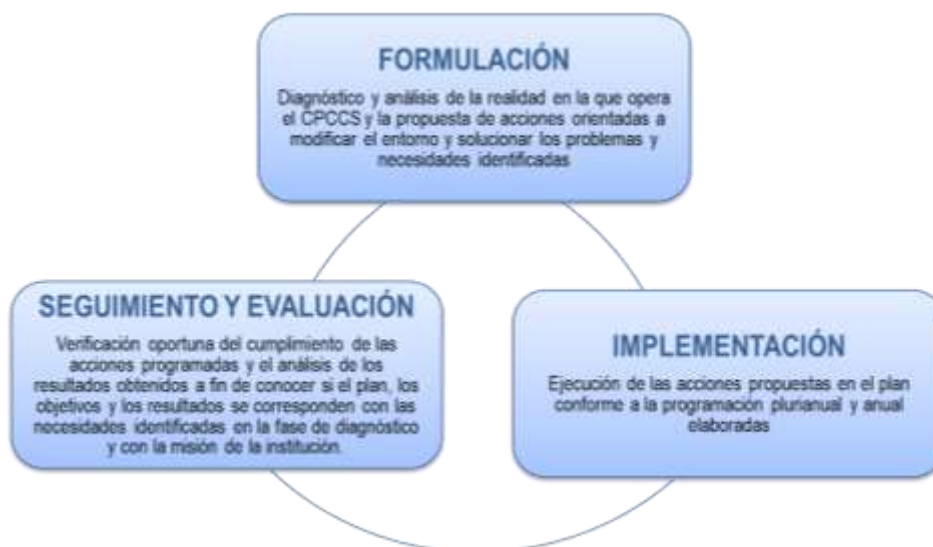 FORMULACIÓN
Diagnóstico y análisis de la realidad en la que opera
el CPCCS y la propuesta de acciones orientadas a
modificar el entorno y solucionar los problemas y
necesidades identificadas
SEGUIMIENTO Y EVALUACIÓN
Verificación oportuna del cumplimiento de las
acciones programadas y el análisis de los
resultados obtenidos a fin de conocer si el plan, los
objetivos y los resultados se corresponden con las
necesidades identificadas en la fase de diagnóstico
y con la misión de la institución.
IMPLEMENTACIÓN
Ejecución de las acciones propuestas en el plan
conforme a la programación plurianual y anual
elaboradas